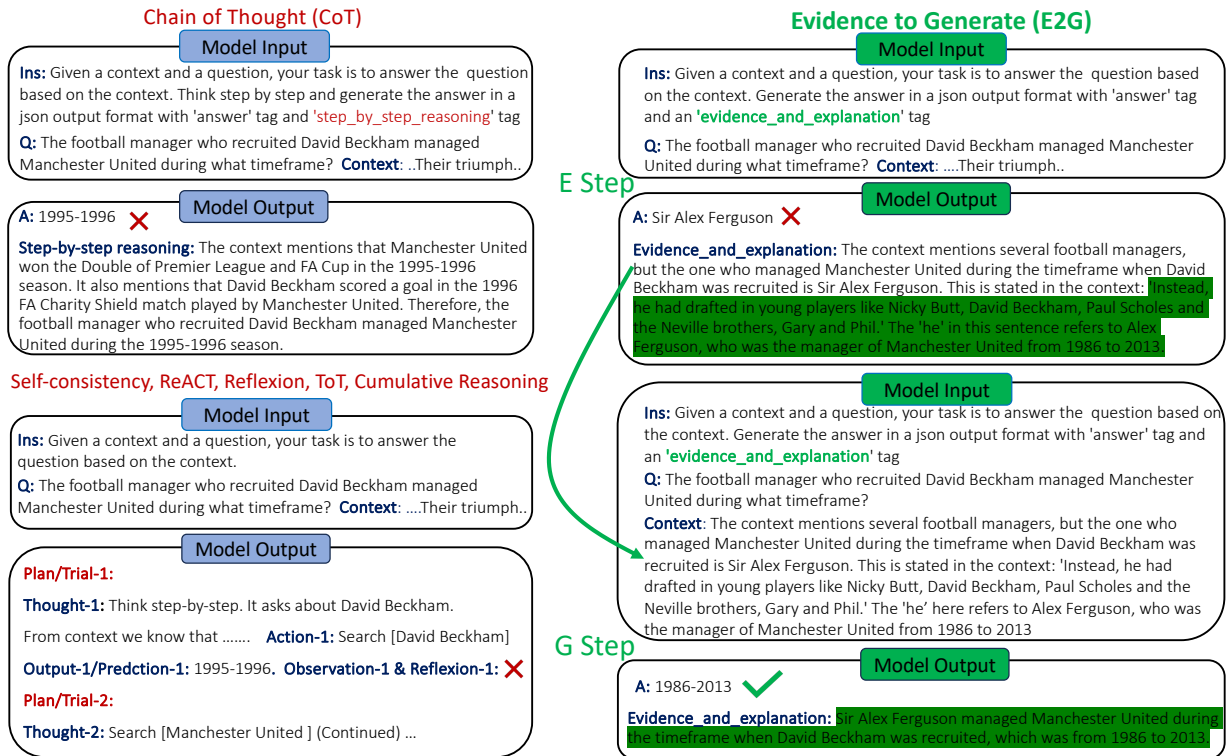 Chain of Thought (CoT)
Model Input
Ins: Given a context and a question, your task is to answer the question
based on the context. Think step by step and generate the answer in a
json output format with 'answer' tag and 'step_by_step_reasoning' tag
Q: The football manager who recruited David Beckham managed
Manchester United during what timeframe? Context: ..Their triumph..
Model Output
A: 1995-1996
Step-by-step reasoning: The context mentions that Manchester United
won the Double of Premier League and FA Cup in the 1995-1996
season. It also mentions that David Beckham scored a goal in the 1996
FA Charity Shield match played by Manchester United. Therefore, the
football manager who recruited David Beckham managed Manchester
United during the 1995-1996 season.
Self-consistency, ReACT, Reflexion, ToT, Cumulative Reasoning
Model Input
Ins: Given a context and a question, your task is to answer the
question based on the context.
Q: The football manager who recruited David Beckham managed
Manchester United during what timeframe? Context: ....Their triumph..
Model Output
Plan/Trial-1:
Thought-1: Think step-by-step. It asks about David Beckham.
From context we know that ....... Action-1: Search [David Beckham]
Output-1/Predction-1: 1995-1996. Observation-1 & Reflexion-1:
Plan/Trial-2:
Thought-2: Search [Manchester United ] (Continued) ...
Evidence to Generate (E2G)
Model Input
Ins: Given a context and a question, your task is to answer the question based
on the context. Generate the answer in a json output format with 'answer' tag
and an 'evidence_and_explanation' tag
Q: The football manager who recruited David Beckham managed Manchester
United during what timeframe? Context: ....Their triumph..
E Step
Model Output
A: Sir Alex Ferguson
Evidence_and_explanation: The context mentions several football managers,
but the one who managed Manchester United during the timeframe when David
Beckham was recruited is Sir Alex Ferguson. This is stated in the context: 'Instead,
he had drafted in young players like Nicky Butt, David Beckham, Paul Scholes and
the Neville brothers, Gary and Phil.' The 'he' in this sentence refers to Alex
Ferguson, who was the manager of Manchester United from 1986 to 2013.
Model Input
Ins: Given a context and a question, your task is to answer the question based on
the context. Generate the answer in a json output format with 'answer' tag and
an 'evidence_and_explanation' tag
Q: The football manager who recruited David Beckham managed Manchester
United during what timeframe?
Context: The context mentions several football managers, but the one who
managed Manchester United during the timeframe when David Beckham was
recruited is Sir Alex Ferguson. This is stated in the context: 'Instead, he had
drafted in young players like Nicky Butt, David Beckham, Paul Scholes and the
Neville brothers, Gary and Phil.' The 'he' here refers to Alex Ferguson, who was
the manager of Manchester United from 1986 to 2013
G Step
Model Output
A: 1986-2013
Evidence_and_explanation: Sir Alex Ferguson managed Manchester United during
the timeframe when David Beckham was recruited, which was from 1986 to 2013.